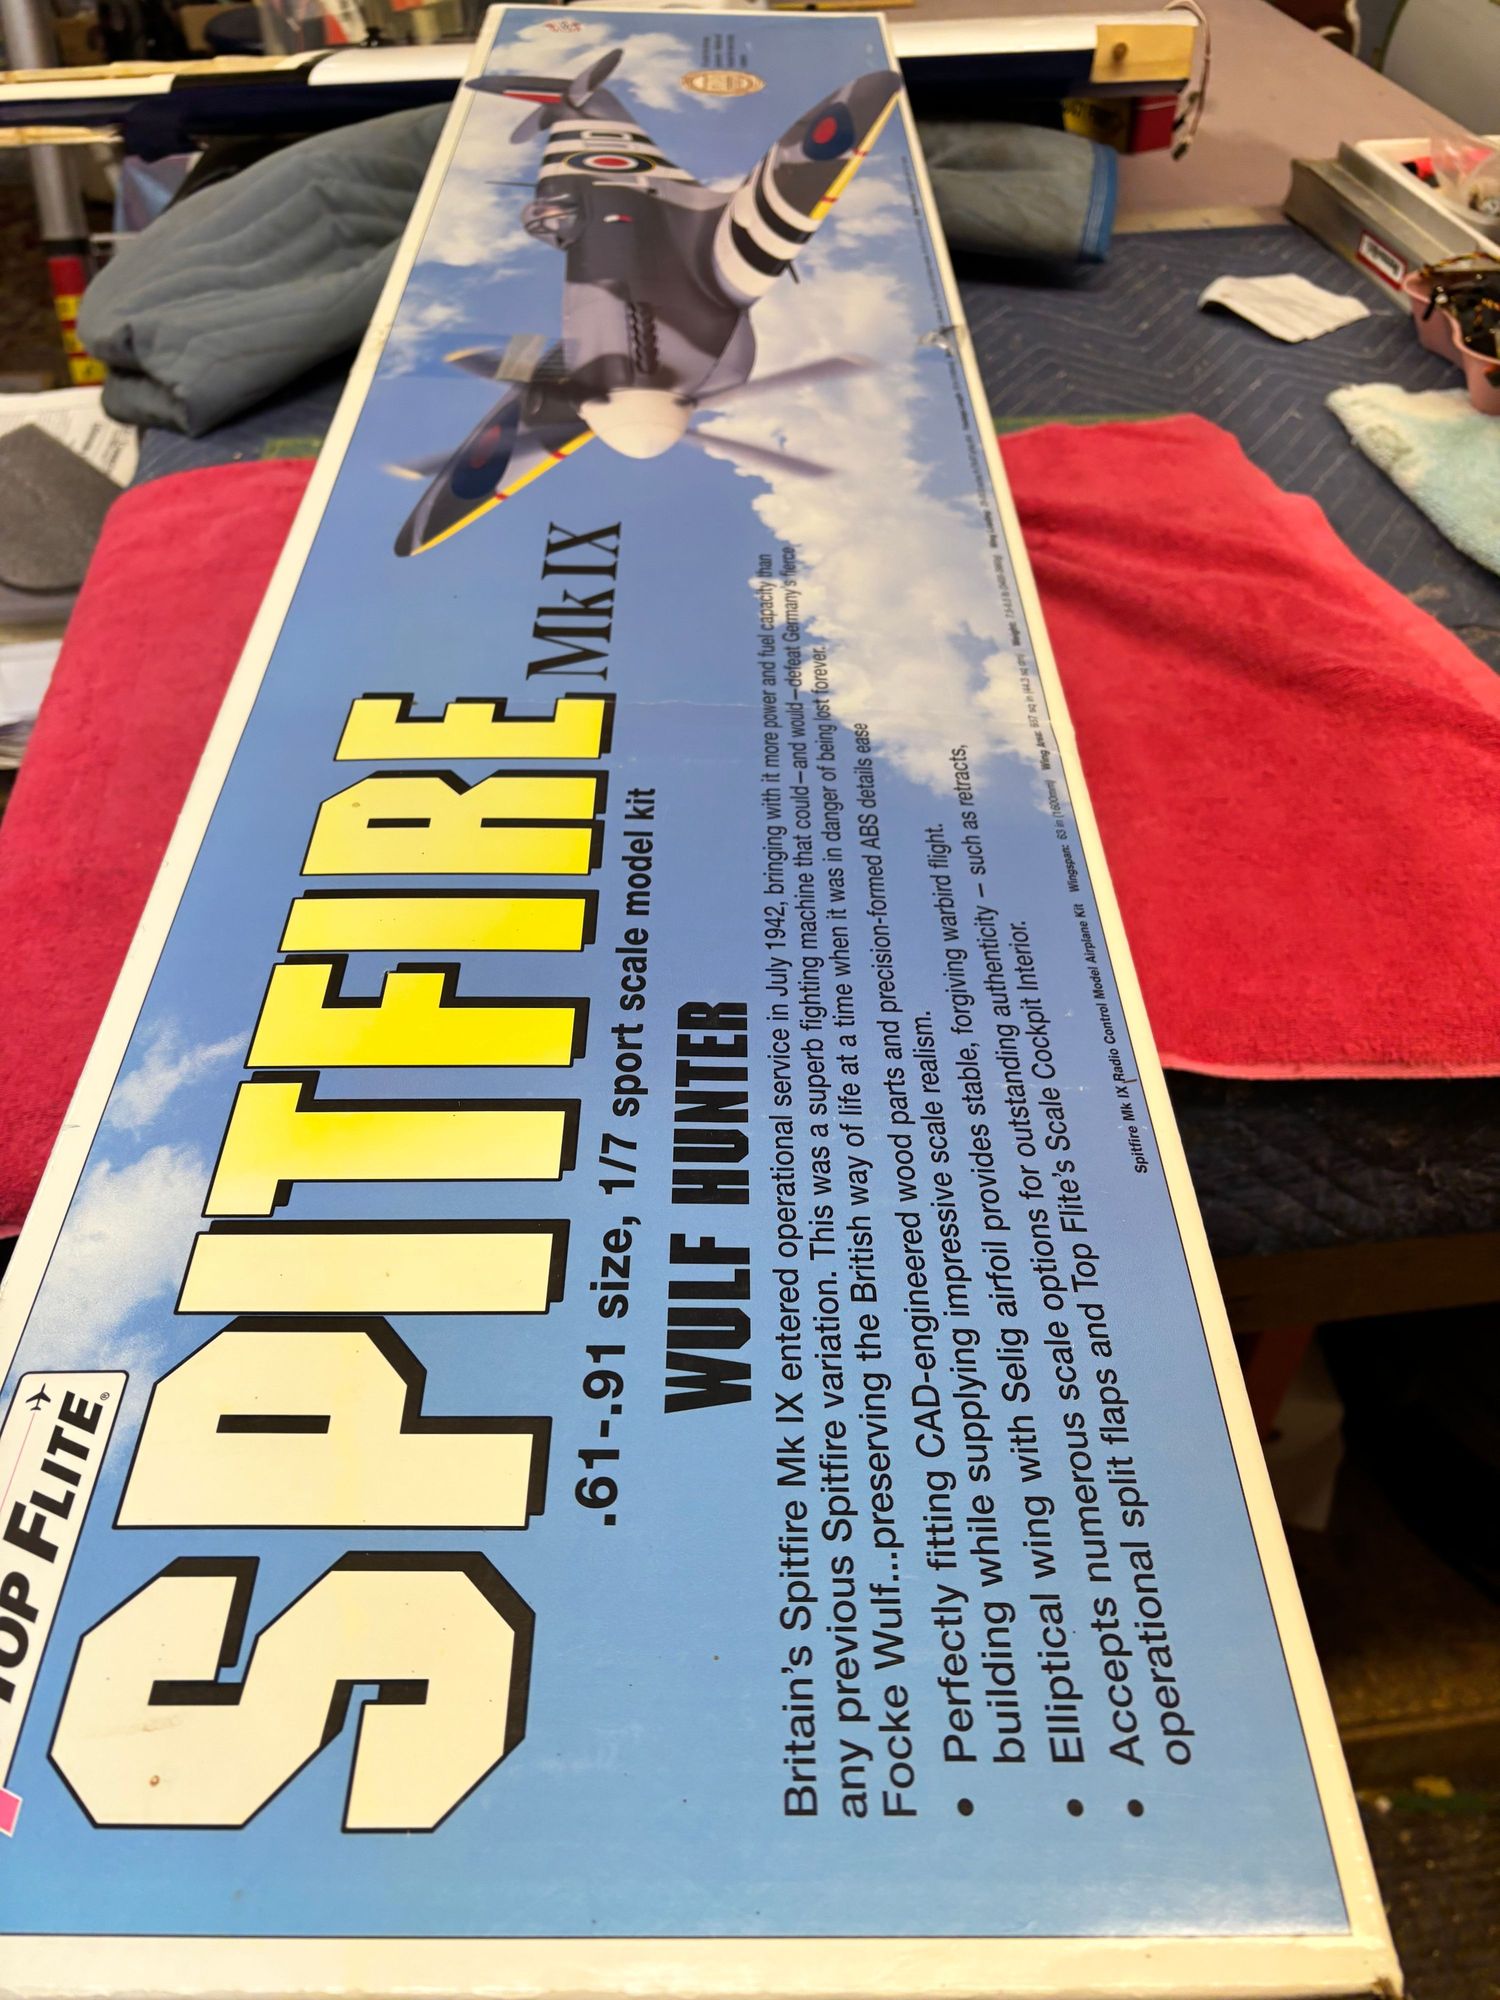 TOP FLITE®
SPITFIRE
Mk IX
.61-.91 size, 1/7 sport scale model kit
WULF HUNTER
Britain's Spitfire Mk IX entered operational service in July 1942, bringing with it more power and fuel capacity than
any previous Spitfire variation. This was a superb fighting machine that could–and would–defeat Germany's fierce
Focke Wulf...preserving the British way of life at a time when it was in danger of being lost forever.
• Perfectly fitting CAD-engineered wood parts and precision-formed ABS details ease
building while supplying impressive scale realism.
• Elliptical wing with Selig airfoil provides stable, forgiving warbird flight.
• Accepts numerous scale options for outstanding authenticity – such as retracts,
operational split flaps and Top Flite's Scale Cockpit Interior.
Spitfire Mk IX Radio Control Model Airplane Kit Wingspan: 63 in (1600mm) Wing Area: